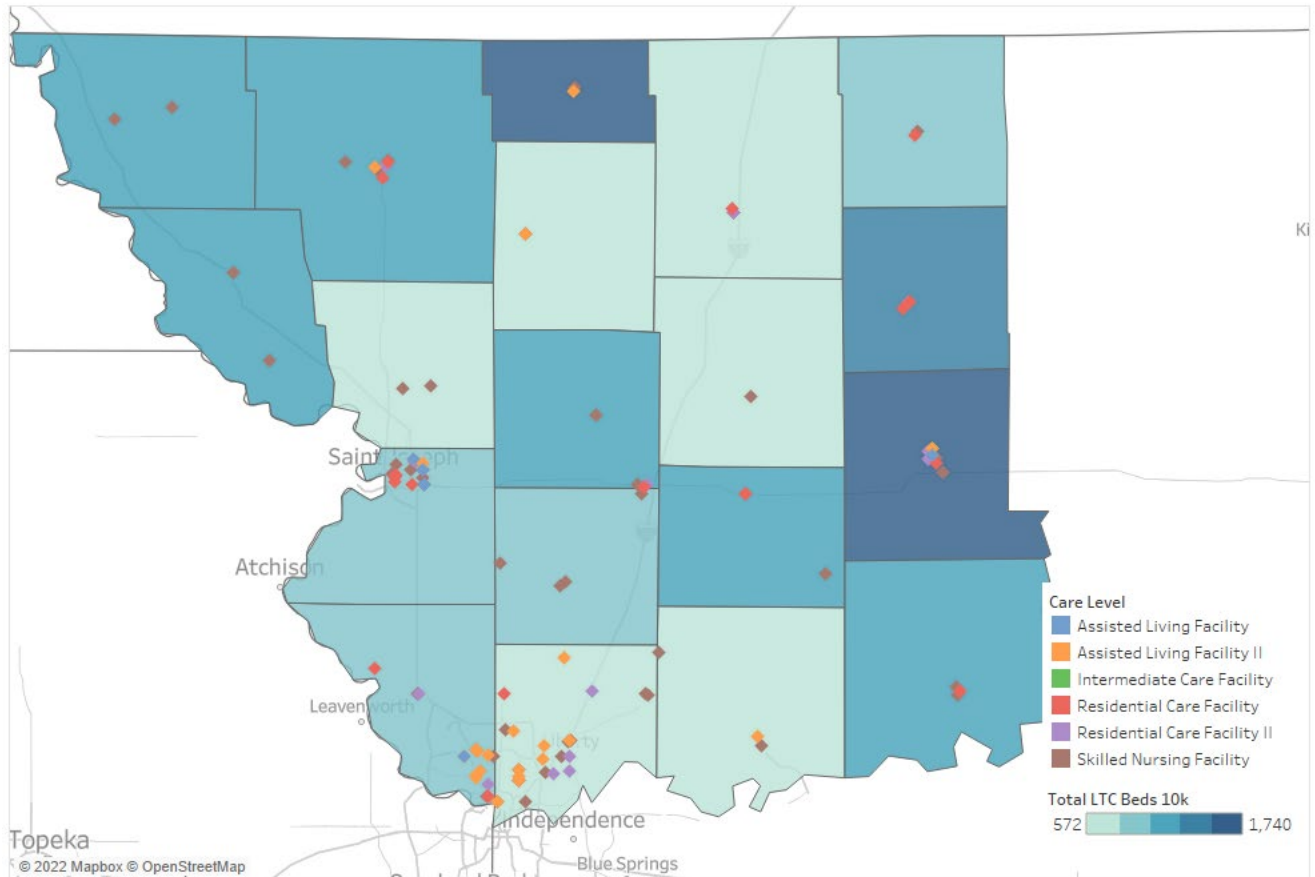 Ki
Saint Joseph
Atchison
Leavenworth
Liberty
Independence
Topeka
Blue Springs
© 2022 Mapbox © OpenStreetMap
Care Level
Assisted Living Facility
Assisted Living Facility II
Intermediate Care Facility
Residential Care Facility
Residential Care Facility II
Skilled Nursing Facility
Total LTC Beds 10k
572 1,740